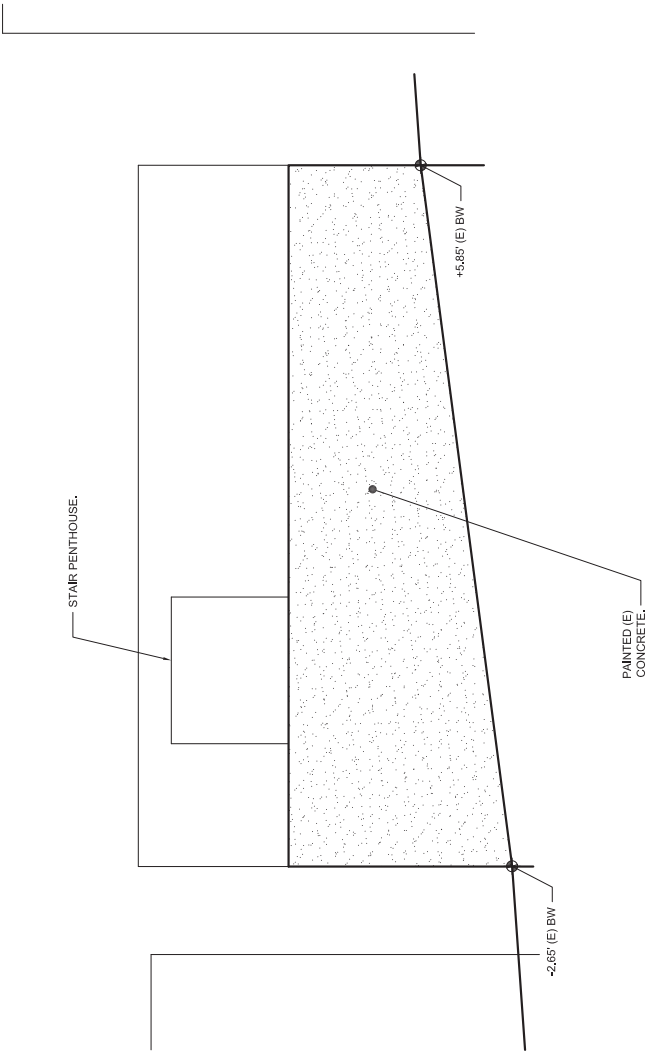 STAIR PENTHOUSE.
+5.85' (E) BW
PAINTED (E)
CONCRETE.
-2.65' (E) BW